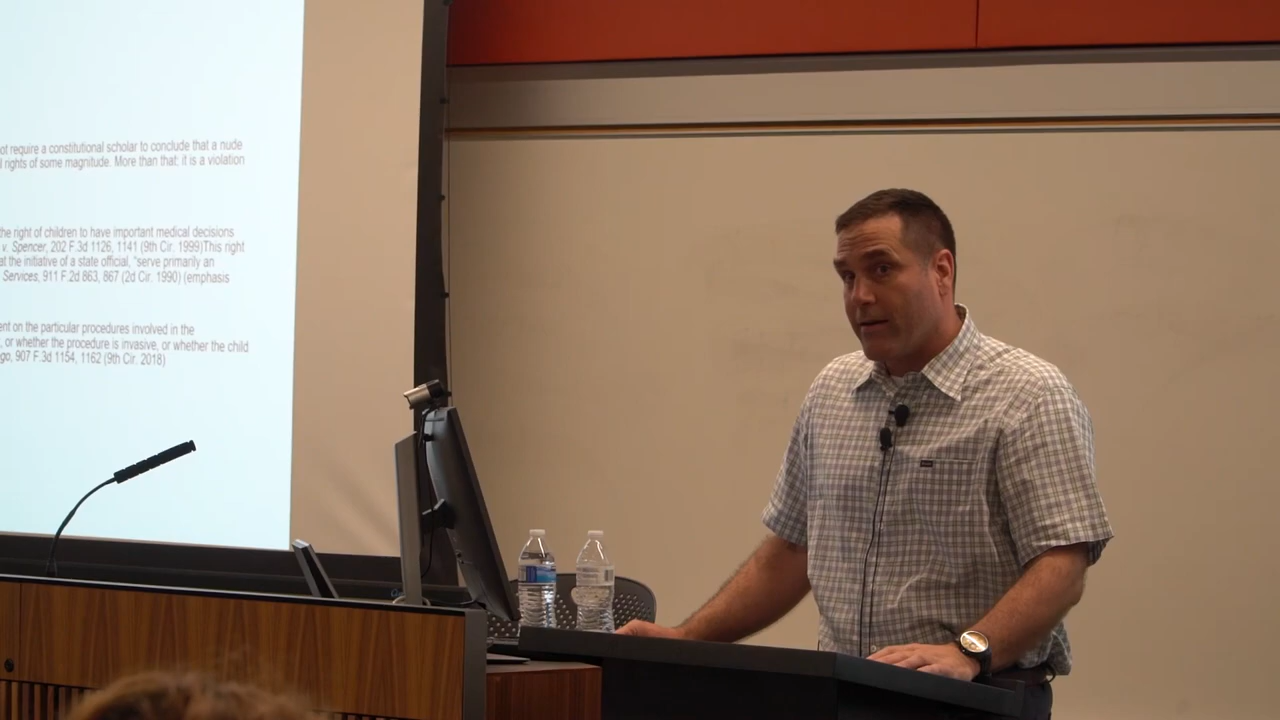 ot require a constitutional scholar to conclude that a nude
l rights of some magnitude. More than that: it is a violation
the right of children to have important medical decisions
v. Spencer, 202 F.3d 1126, 1141 (9th Cir. 1999)This right
at the initiative of a state official, "serve primarily an
Services, 911 F.2d 863, 867 (2d Cir. 1990) (emphasis
ent on the particular procedures involved in the
, or whether the procedure is invasive, or whether the child
go, 907 F.3d 1154, 1162 (9th Cir. 2018)